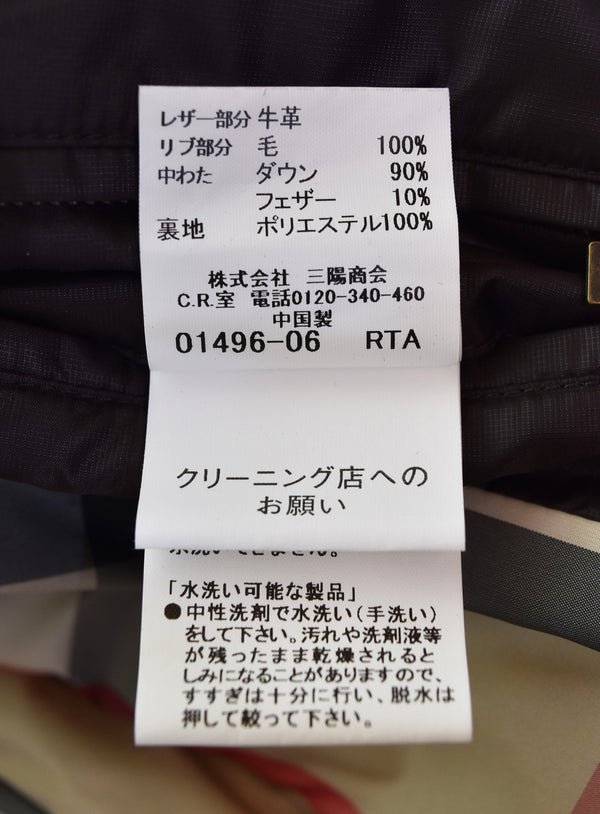 レザー部分 牛革
リブ部分 毛 100%
中わた ダウン 90%
フェザー 10%
裏地 ポリエステル100%
株式会社 三陽商会
C.R.室 電話0120-340-460
中国製
01496-06 RTA
クリーニング店への
お願い
「水洗い可能な製品」
●中性洗剤で水洗い（手洗い）
をして下さい。汚れや洗剤液等
が残ったまま乾燥されると
しみになることがありますので、
すすぎは十分に行い、脱水は
押して絞って下さい。